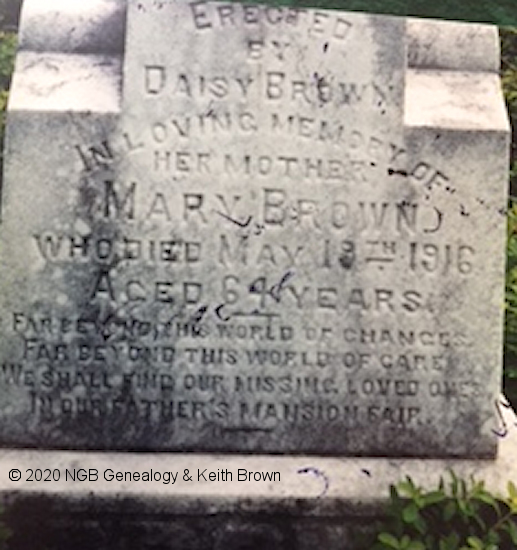 ERECTED
BY
DAISY BROWN
IN LOVING MEMORY OF
HER MOTHER
MARY BROWN
WHO DIED MAY 19TH 1916
AGED 64 YEARS.
FAR BEYOND THIS WORLD OF CHANGES.
FAR BEYOND THIS WORLD OF CARE
WE SHALL FIND OUR MISSING LOVED ONES
IN OUR FATHER'S MANSION FAIR.
© 2020 NGB Genealogy & Keith Brown